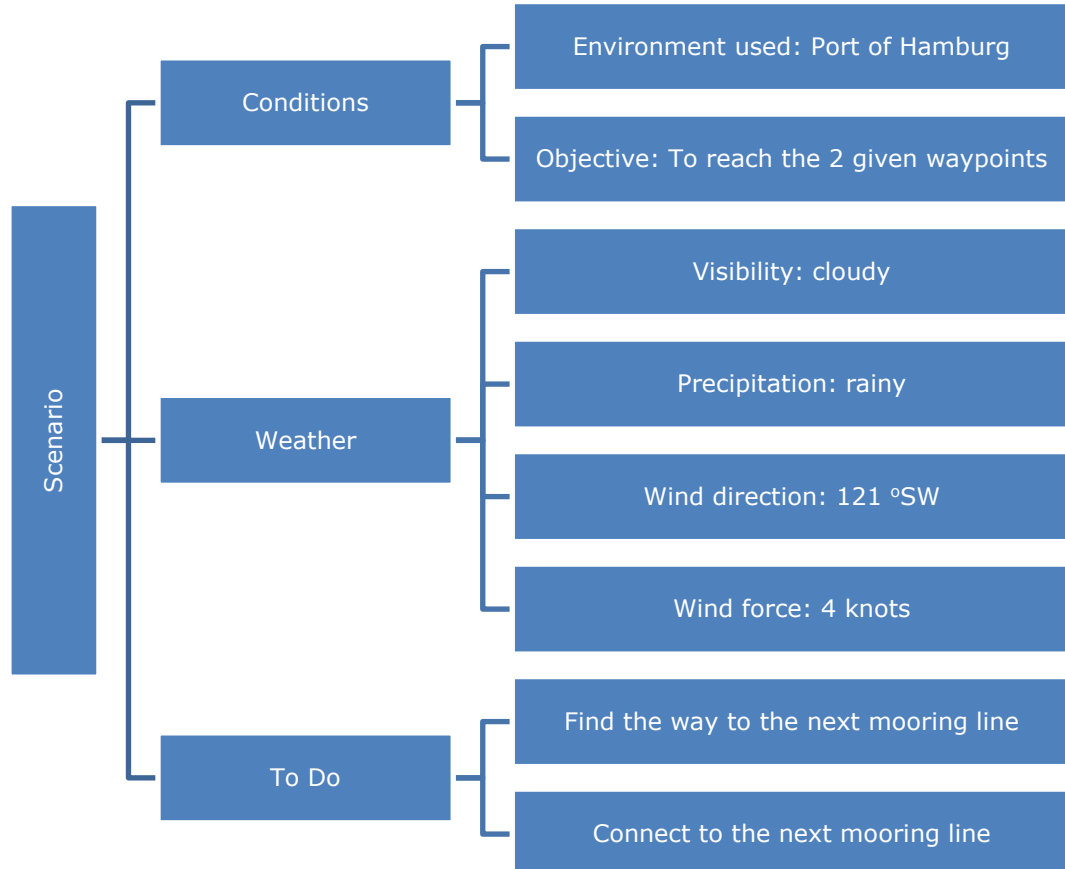 Scenario
Conditions
Environment used: Port of Hamburg
Objective: To reach the 2 given waypoints
Weather
Visibility: cloudy
Precipitation: rainy
Wind direction: 121 ᵒSW
Wind force: 4 knots
To Do
Find the way to the next mooring line
Connect to the next mooring line